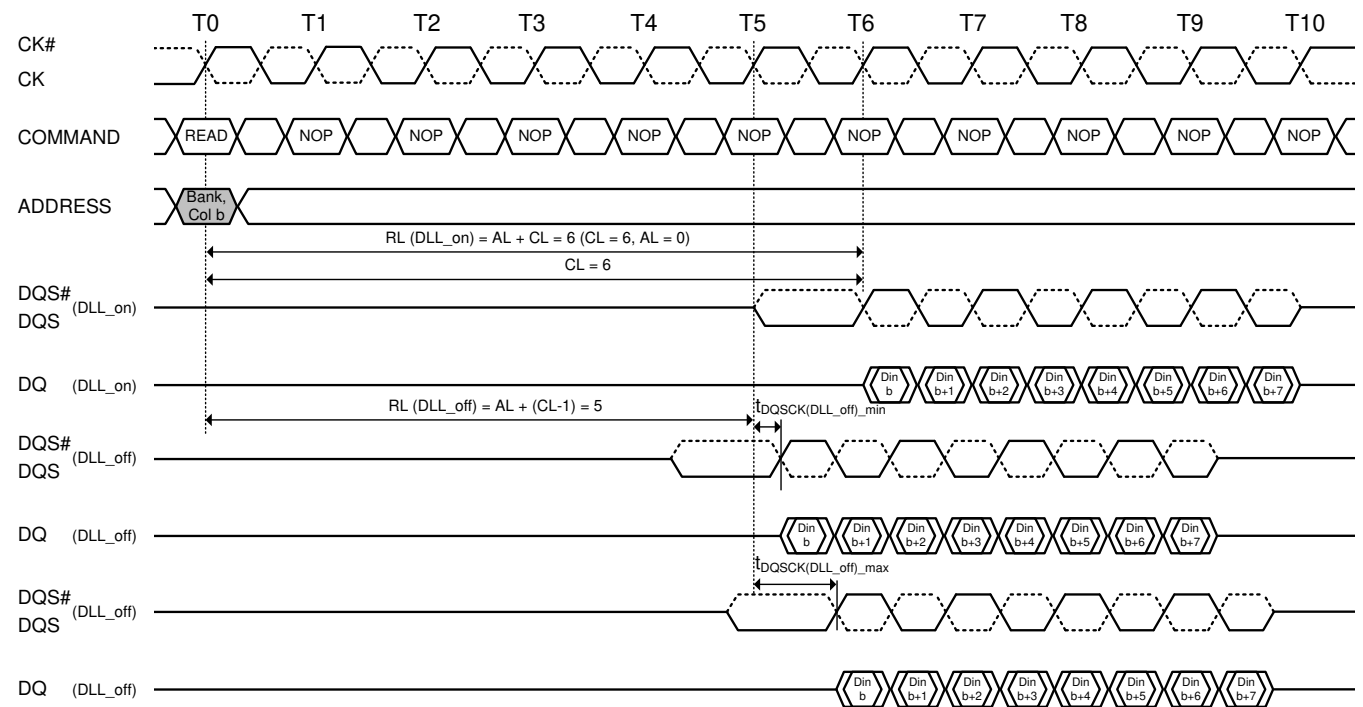 T0 T1 T2 T3 T4 T5 T6 T7 T8 T9 T10
CK#
CK
COMMAND READ NOP NOP NOP NOP NOP NOP NOP NOP NOP NOP
ADDRESS
Bank,
Col b
RL (DLL_on) = AL + CL = 6 (CL = 6, AL = 0)
CL = 6
DQS#
(DLL_on)
DQS
DQ (DLL_on)
Din Din Din Din Din Din Din Din
b b+1 b+2 b+3 b+4 b+5 b+6 b+7
RL (DLL_off) = AL + (CL-1) = 5
tDQSCK(DLL_off)_min
DQS#
(DLL_off)
DQS
DQ (DLL_off)
Din Din Din Din Din Din Din Din
b b+1 b+2 b+3 b+4 b+5 b+6 b+7
tDQSCK(DLL_off)_max
DQS#
(DLL_off)
DQS
DQ (DLL_off)
Din Din Din Din Din Din Din Din
b b+1 b+2 b+3 b+4 b+5 b+6 b+7